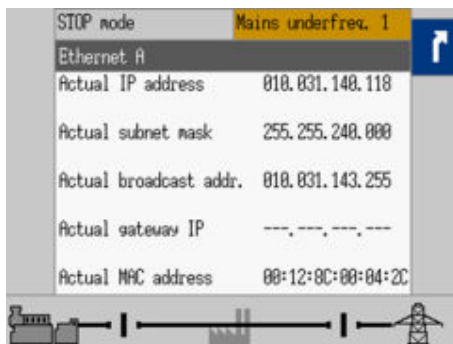 STOP mode Mains underfreq. 1
Ethernet A
Actual IP address 010.031.140.118
Actual subnet mask 255.255.240.000
Actual broadcast addr. 010.031.143.255
Actual gateway IP ---.---.---.---
Actual MAC address 00:12:8C:00:04:2C